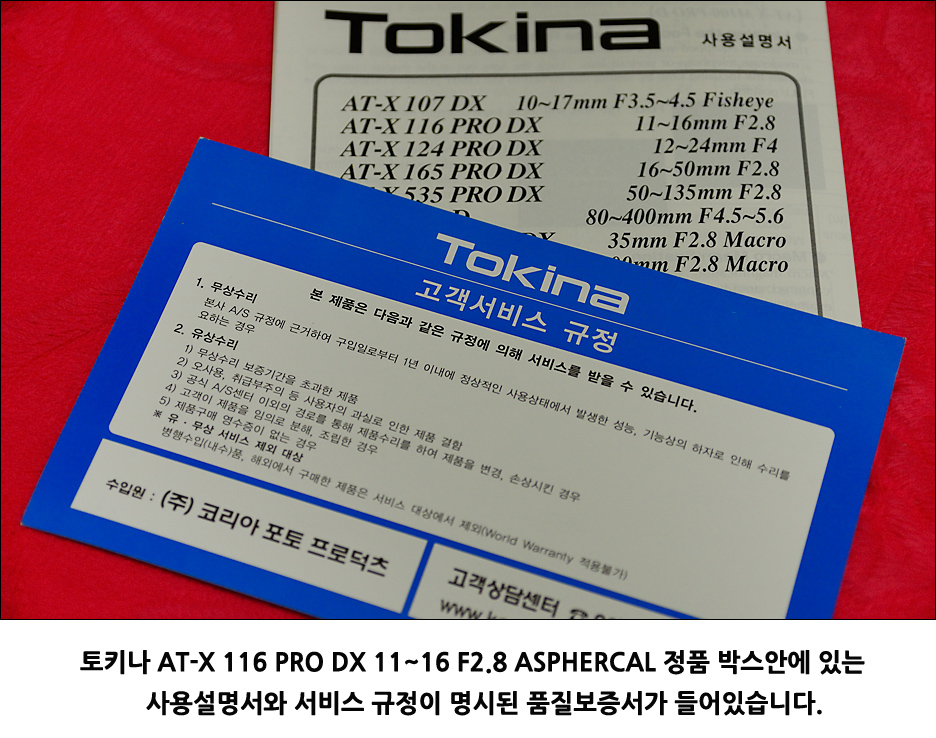 Tokina 사용설명서
AT-X 107 DX 10~17mm F3.5~4.5 Fisheye
AT-X 116 PRO DX 11~16mm F2.8
AT-X 124 PRO DX 12~24mm F4
AT-X 165 PRO DX 16~50mm F2.8
X 535 PRO DX 50~135mm F2.8
D 80~400mm F4.5~5.6
DX 35mm F2.8 Macro
00mm F2.8 Macro
Tokina
고객서비스 규정
본 제품은 다음과 같은 규정에 의해 서비스를 받을 수 있습니다.
1. 무상수리
본사 A/S 규정에 근거하여 구입일로부터 1년 이내에 정상적인 사용상태에서 발생한 성능, 기능상의 하자로 인해 수리를
요하는 경우
2. 유상수리
1) 무상수리 보증기간을 초과한 제품
2) 오사용, 취급부주의 등 사용자의 과실로 인한 제품 결함
3) 공식 A/S센터 이외의 경로를 통해 제품수리를 하여 제품을 변경, 손상시킨 경우
4) 고객이 제품을 임의로 분해, 조립한 경우
5) 제품구매 영수증이 없는 경우
※ 유 · 무상 서비스 제외 대상
병행수입(내수)품, 해외에서 구매한 제품은 서비스 대상에서 제외(World Warranty 적용불가)
수입원 : (주) 코리아 포토 프로덕츠
고객상담센터 ☎
www.
토키나 AT-X 116 PRO DX 11~16 F2.8 ASPHERCAL 정품 박스안에 있는
사용설명서와 서비스 규정이 명시된 품질보증서가 들어있습니다.